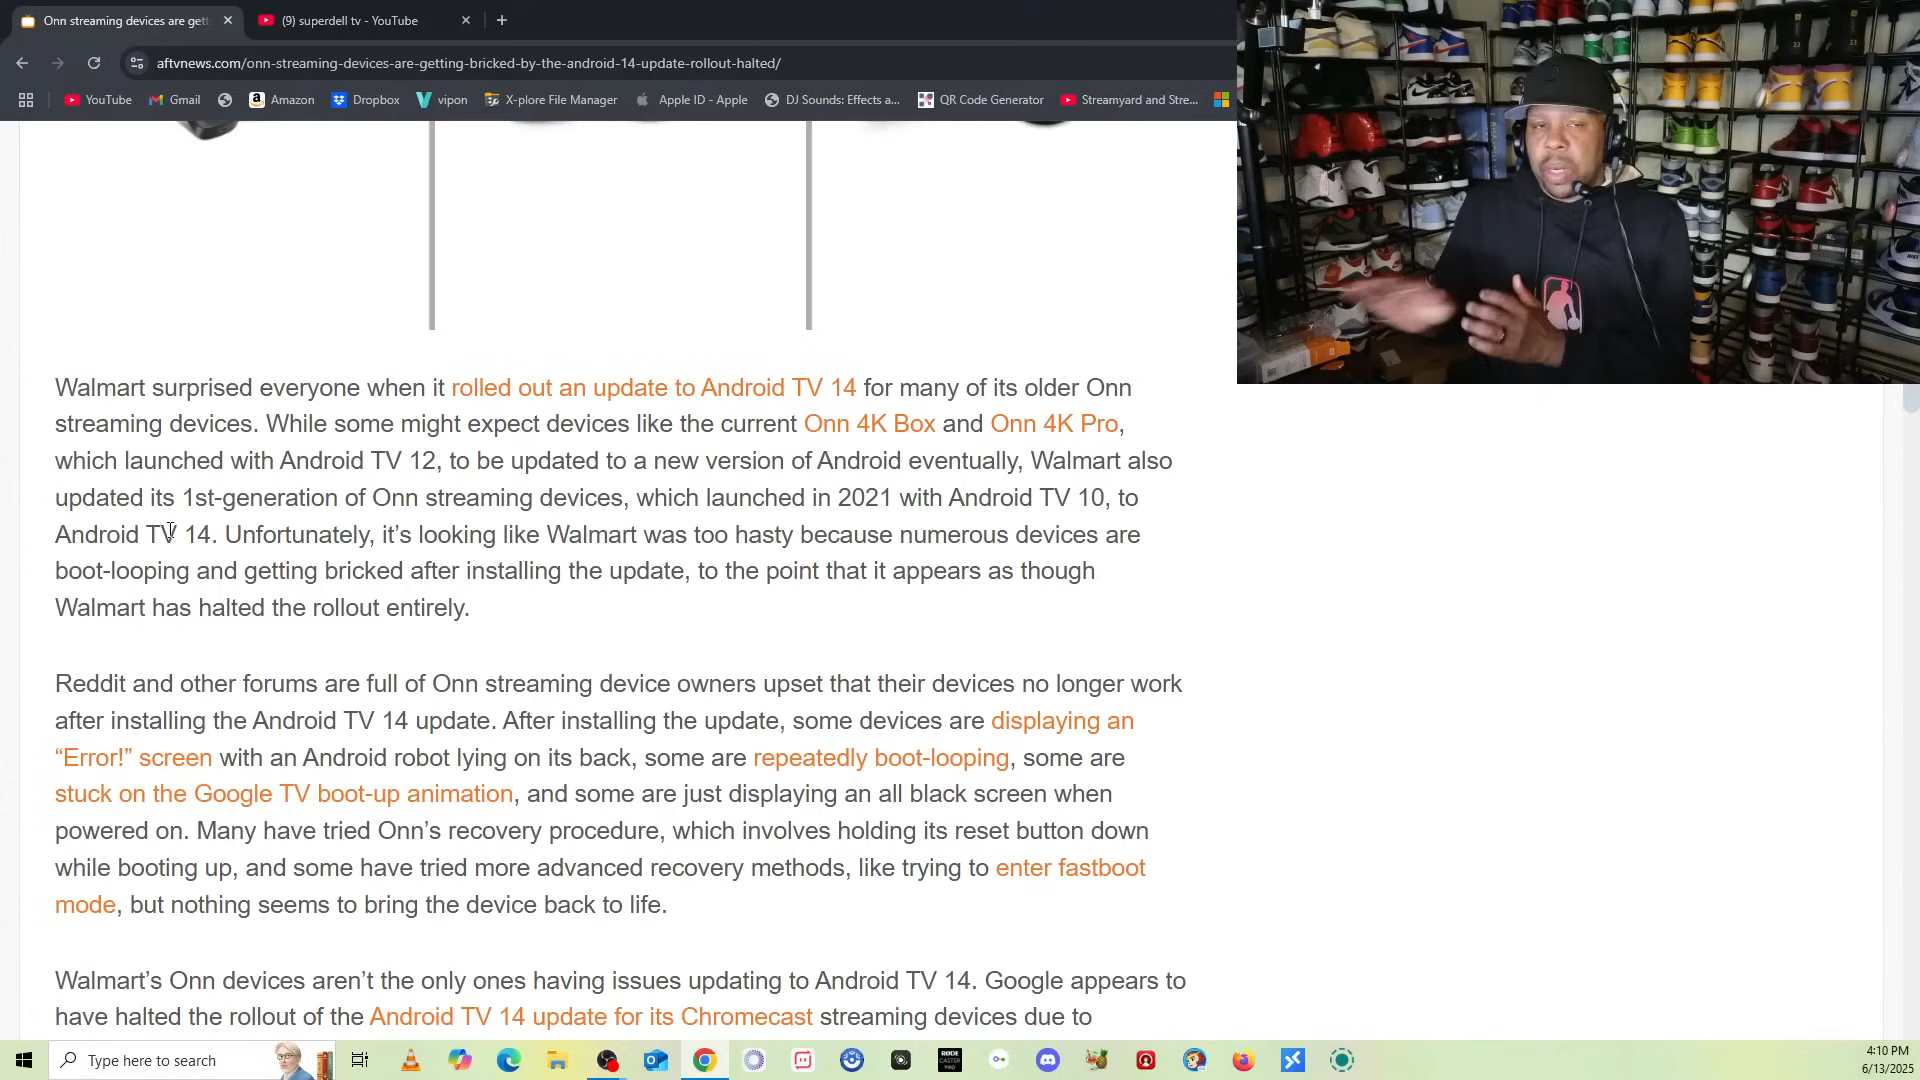 Onn streaming devices are gett
(9) superdell tv - YouTube
aftvnews.com/onn-streaming-devices-are-getting-bricked-by-the-android-14-update-rollout-halted/
YouTube
Gmail
Amazon
Dropbox
vipon
X-plore File Manager
Apple ID - Apple
DJ Sounds: Effects a...
QR Code Generator
Streamyard and Stre...
Walmart surprised everyone when it rolled out an update to Android TV 14 for many of its older Onn
streaming devices. While some might expect devices like the current Onn 4K Box and Onn 4K Pro,
which launched with Android TV 12, to be updated to a new version of Android eventually, Walmart also
updated its 1st-generation of Onn streaming devices, which launched in 2021 with Android TV 10, to
Android TV 14. Unfortunately, it’s looking like Walmart was too hasty because numerous devices are
boot-looping and getting bricked after installing the update, to the point that it appears as though
Walmart has halted the rollout entirely.
Reddit and other forums are full of Onn streaming device owners upset that their devices no longer work
after installing the Android TV 14 update. After installing the update, some devices are displaying an
“Error!” screen with an Android robot lying on its back, some are repeatedly boot-looping, some are
stuck on the Google TV boot-up animation, and some are just displaying an all black screen when
powered on. Many have tried Onn’s recovery procedure, which involves holding its reset button down
while booting up, and some have tried more advanced recovery methods, like trying to enter fastboot
mode, but nothing seems to bring the device back to life.
Walmart’s Onn devices aren’t the only ones having issues updating to Android TV 14. Google appears to
have halted the rollout of the Android TV 14 update for its Chromecast streaming devices due to
Type here to search
4:10 PM
6/13/2025